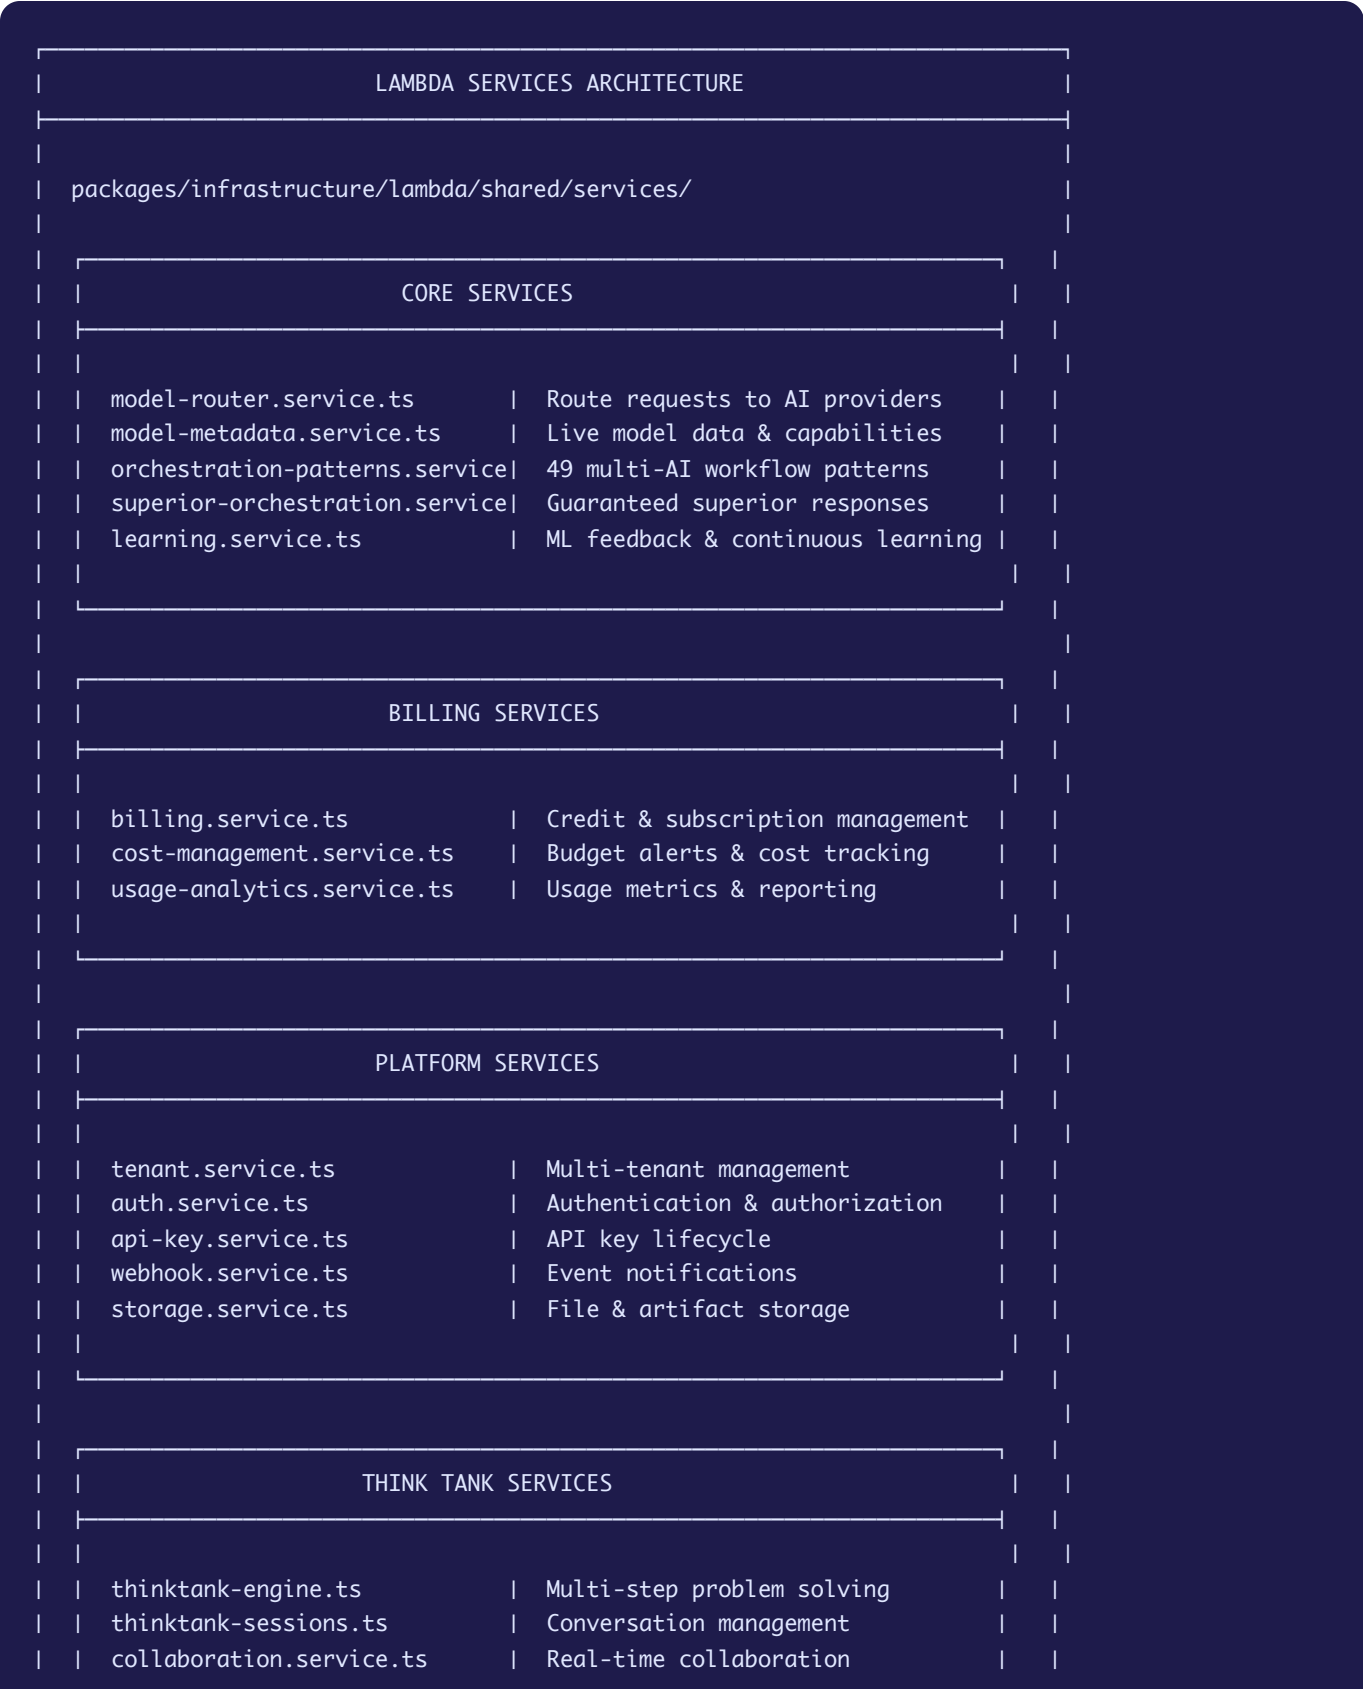 LAMBDA SERVICES ARCHITECTURE
packages/infrastructure/lambda/shared/services/
CORE SERVICES
model-router.service.ts | Route requests to AI providers
model-metadata.service.ts | Live model data & capabilities
orchestration-patterns.service| 49 multi-AI workflow patterns
superior-orchestration.service| Guaranteed superior responses
learning.service.ts | ML feedback & continuous learning
BILLING SERVICES
billing.service.ts | Credit & subscription management
cost-management.service.ts | Budget alerts & cost tracking
usage-analytics.service.ts | Usage metrics & reporting
PLATFORM SERVICES
tenant.service.ts | Multi-tenant management
auth.service.ts | Authentication & authorization
api-key.service.ts | API key lifecycle
webhook.service.ts | Event notifications
storage.service.ts | File & artifact storage
THINK TANK SERVICES
thinktank-engine.ts | Multi-step problem solving
thinktank-sessions.ts | Conversation management
collaboration.service.ts | Real-time collaboration